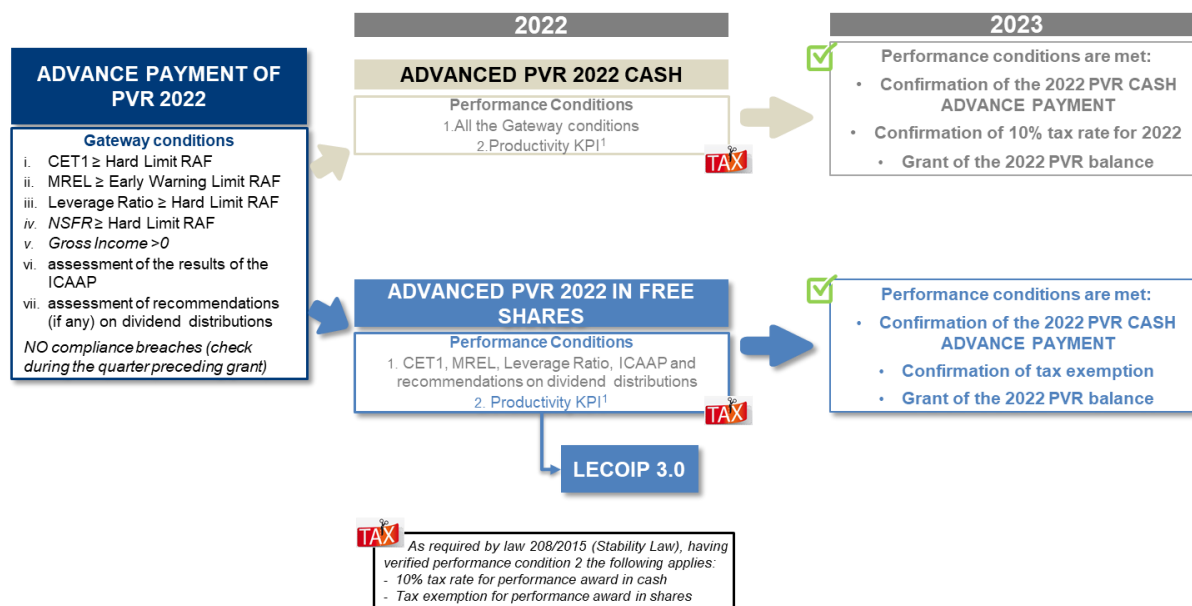 2022
2023
ADVANCE PAYMENT OF
PVR 2022
Gateway conditions
i. CET1 ≥ Hard Limit RAF
ii. MREL ≥ Early Warning Limit RAF
iii. Leverage Ratio ≥ Hard Limit RAF
iv. NSFR ≥ Hard Limit RAF
v. Gross Income >0
vi. assessment of the results of the
ICAAP
vii. assessment of recommendations
(if any) on dividend distributions
NO compliance breaches (check
during the quarter preceding grant)
ADVANCED PVR 2022 CASH
Performance Conditions
1.All the Gateway conditions
2.Productivity KPI¹
TAX
Performance conditions are met:
• Confirmation of the 2022 PVR CASH
ADVANCE PAYMENT
• Confirmation of 10% tax rate for 2022
• Grant of the 2022 PVR balance
ADVANCED PVR 2022 IN FREE
SHARES
Performance Conditions
1. CET1, MREL, Leverage Ratio, ICAAP and
recommendations on dividend distributions
2. Productivity KPI¹
TAX
LECOIP 3.0
Performance conditions are met:
• Confirmation of the 2022 PVR CASH
ADVANCE PAYMENT
• Confirmation of tax exemption
• Grant of the 2022 PVR balance
TAX
As required by law 208/2015 (Stability Law), having
verified performance condition 2 the following applies:
- 10% tax rate for performance award in cash
- Tax exemption for performance award in shares